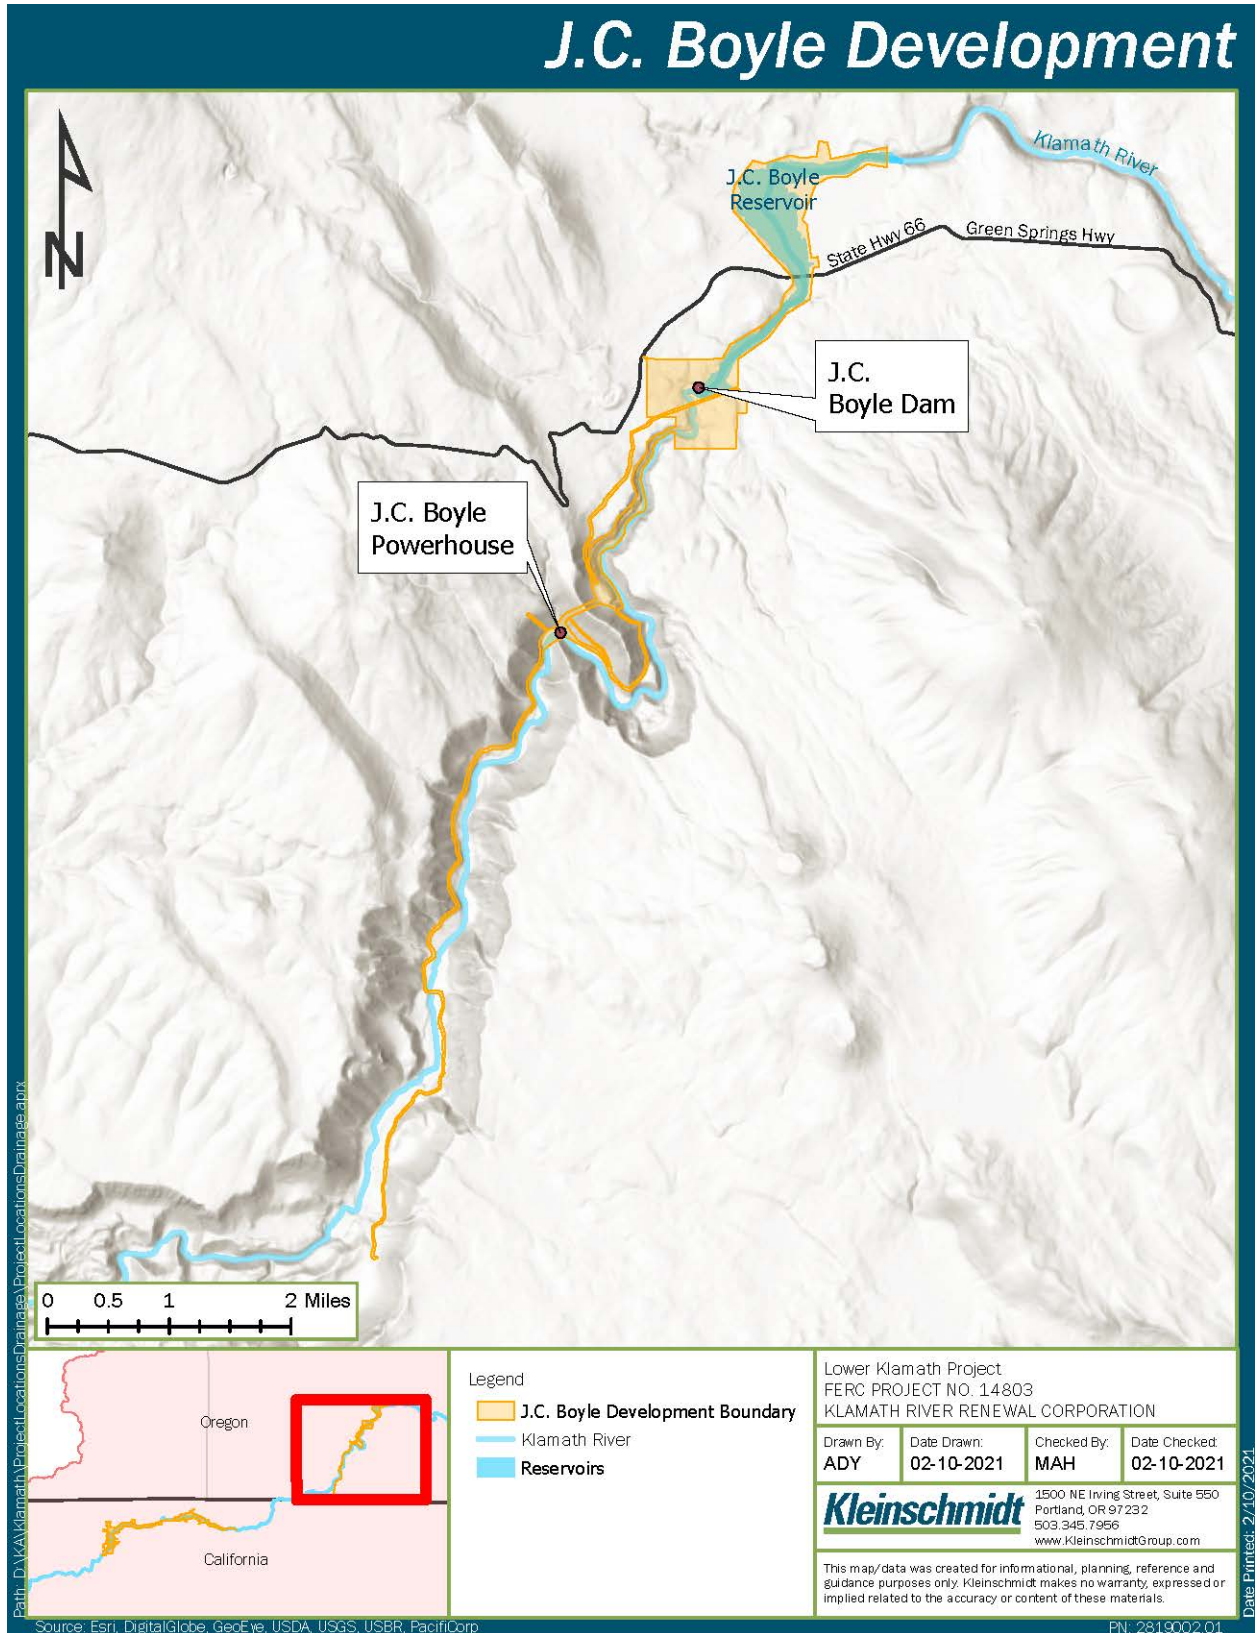 J.C. Boyle Development
N
Klamath River
J.C. Boyle
Reservoir
State Hwy 66
Green Springs Hwy
J.C.
Boyle Dam
J.C. Boyle
Powerhouse
0 0.5 1 2 Miles
Oregon
California
Legend
J.C. Boyle Development Boundary
Klamath River
Reservoirs
Lower Klamath Project
FERC PROJECT NO. 14803
KLAMATH RIVER RENEWAL CORPORATION
Drawn By:
ADY
Date Drawn:
02-10-2021
Checked By:
MAH
Date Checked:
02-10-2021
Kleinschmidt
1500 NE Irving Street, Suite 550
Portland, OR 97232
503.345.7956
www.KleinschmidtGroup.com
This map/data was created for informational, planning, reference and
guidance purposes only. Kleinschmidt makes no warranty, expressed or
implied related to the accuracy or content of these materials.
Path: D:\KA\Klamath\ProjectLocationsDrainage\ProjectLocationsDrainage.aprx
Date Printed: 2/10/2021
Source: Esri, DigitalGlobe, GeoEye, USDA, USGS, USBR, PacifiCorp
PN: 2819002.01